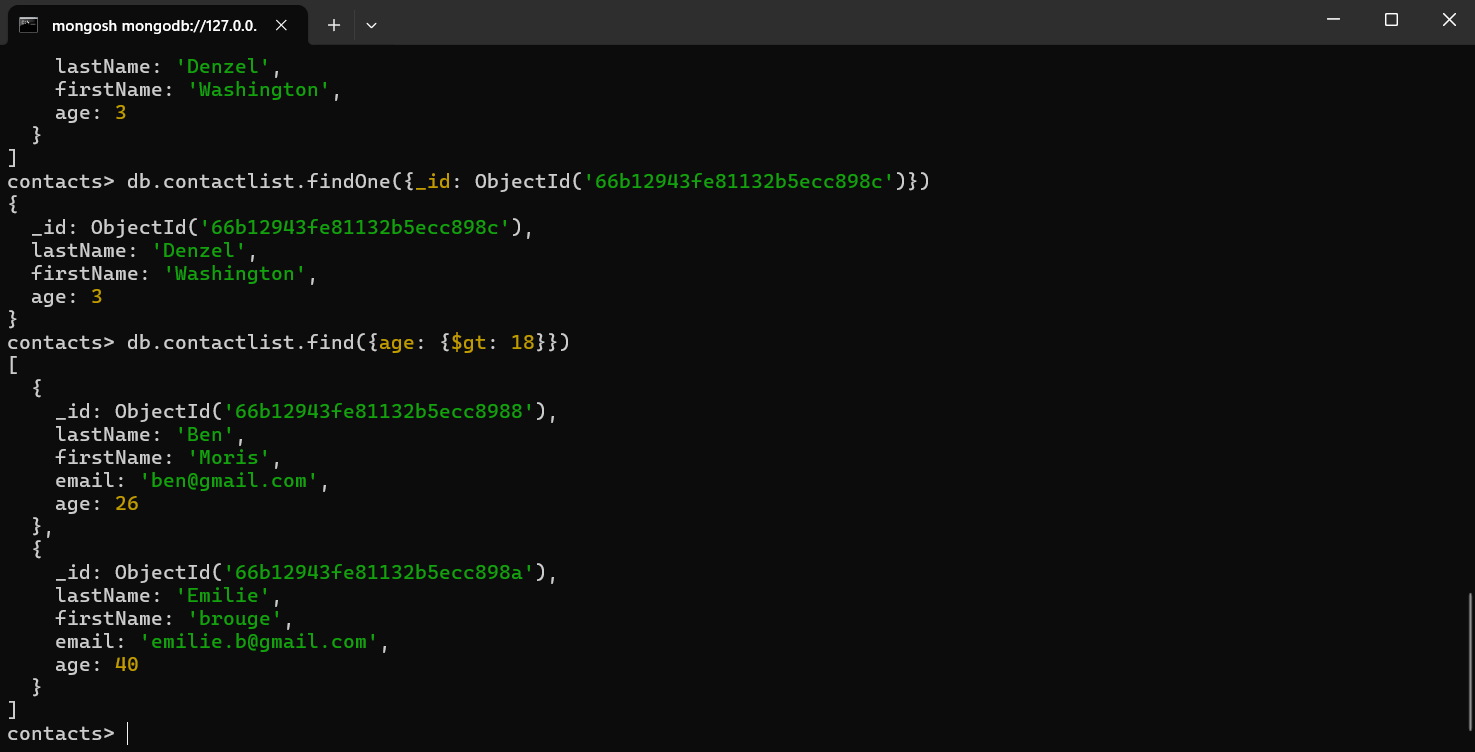 mongosh mongodb://127.0.0.
lastName: 'Denzel',
firstName: 'Washington',
age: 3
}
]
contacts> db.contactlist.findOne({_id: ObjectId('66b12943fe81132b5ecc898c')})
{
_id: ObjectId('66b12943fe81132b5ecc898c'),
lastName: 'Denzel',
firstName: 'Washington',
age: 3
}
contacts> db.contactlist.find({age: {$gt: 18}})
[
{
_id: ObjectId('66b12943fe81132b5ecc8988'),
lastName: 'Ben',
firstName: 'Moris',
email: 'ben@gmail.com',
age: 26
},
{
_id: ObjectId('66b12943fe81132b5ecc898a'),
lastName: 'Emilie',
firstName: 'brouge',
email: 'emilie.b@gmail.com',
age: 40
}
]
contacts>